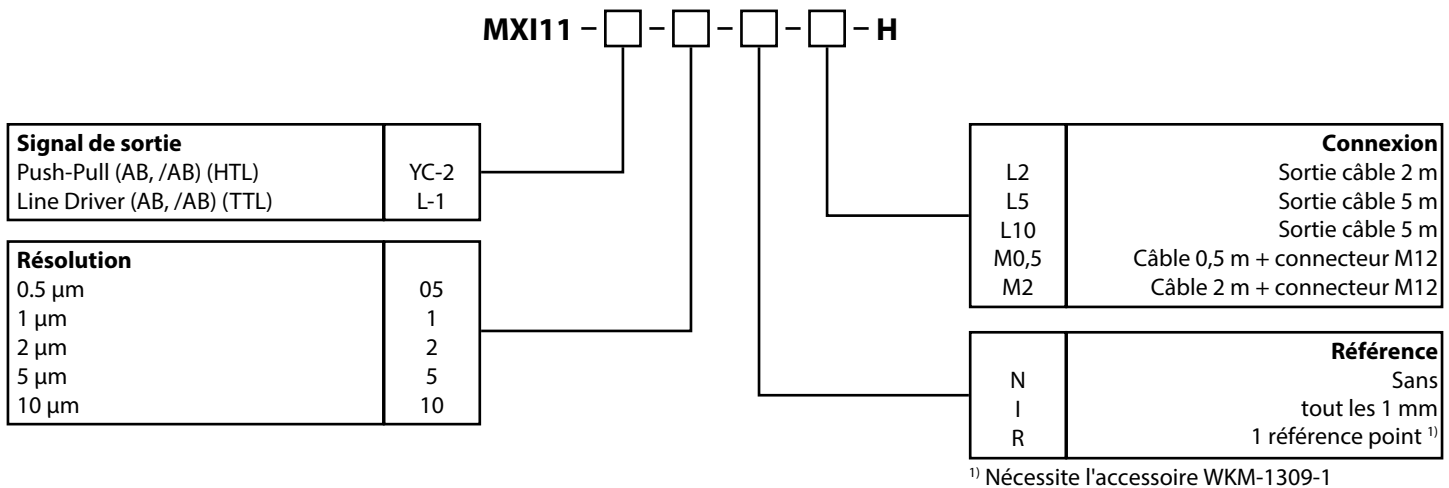 MXI11 – □ – □ – □ – □ – H
Signal de sortie
Push-Pull (AB, /AB) (HTL) YC-2
Line Driver (AB, /AB) (TTL) L-1
Résolution
0.5 µm 05
1 µm 1
2 µm 2
5 µm 5
10 µm 10
Connexion
L2 Sortie câble 2 m
L5 Sortie câble 5 m
L10 Sortie câble 5 m
M0,5 Câble 0,5 m + connecteur M12
M2 Câble 2 m + connecteur M12
Référence
N Sans
I tout les 1 mm
R 1 référence point 1)
1) Nécessite l'accessoire WKM-1309-1